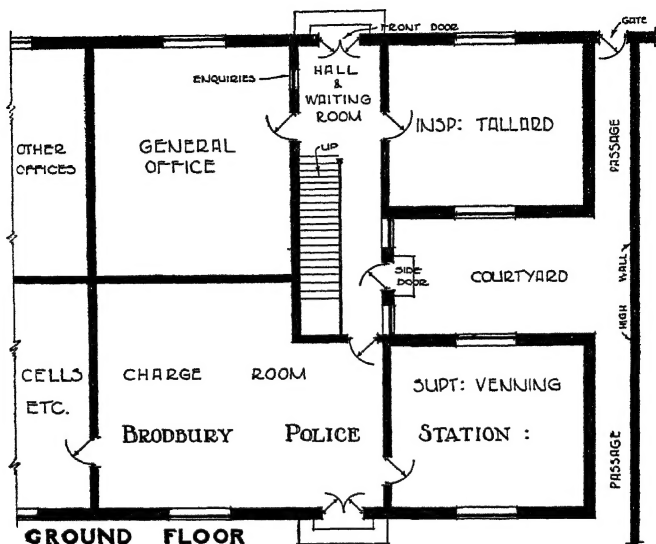 GATE
FRONT DOOR
HALL
&
WAITING
ROOM
ENQUIRIES
INSP: TALLARD
GENERAL
OFFICE
OTHER
OFFICES
UP
PASSAGE
SIDE
DOOR
COURTYARD
HIGH WALL
CELLS
ETC.
CHARGE ROOM
SUPT: VENNING
BRODBURY POLICE STATION :
PASSAGE
GROUND FLOOR